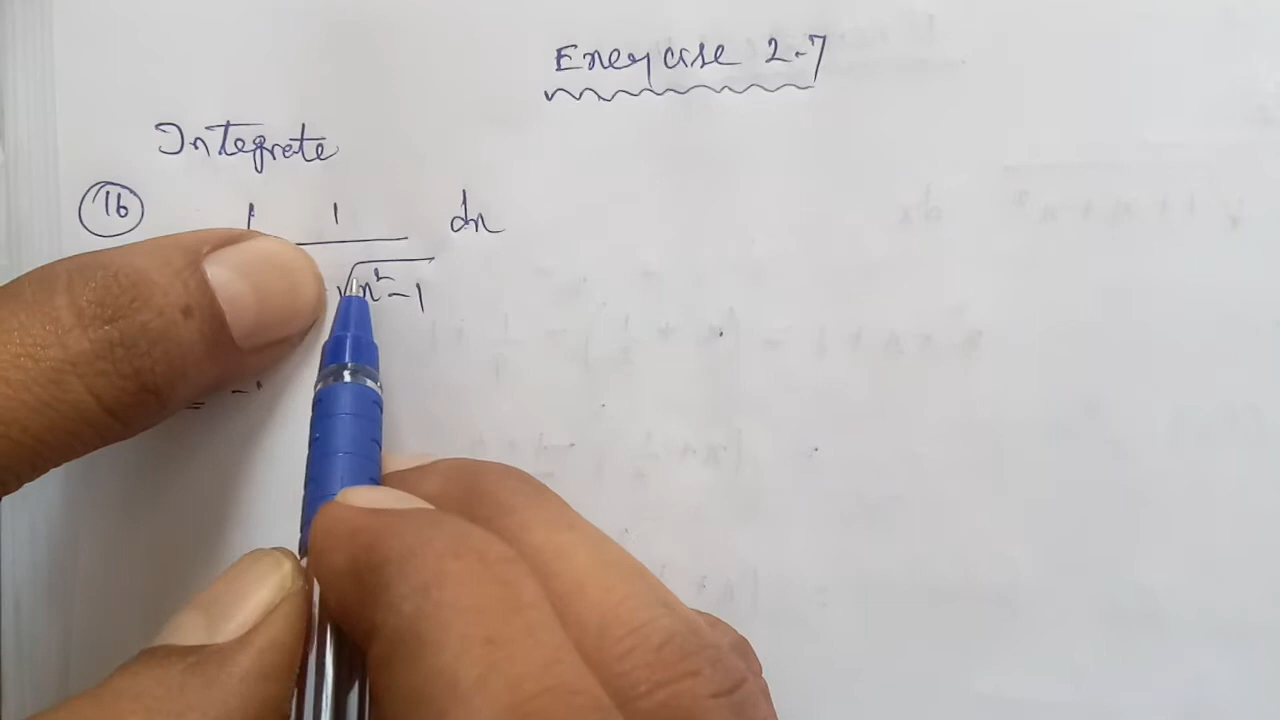 Exercise 2.7
Integrate
16 1 dx
√x²-1